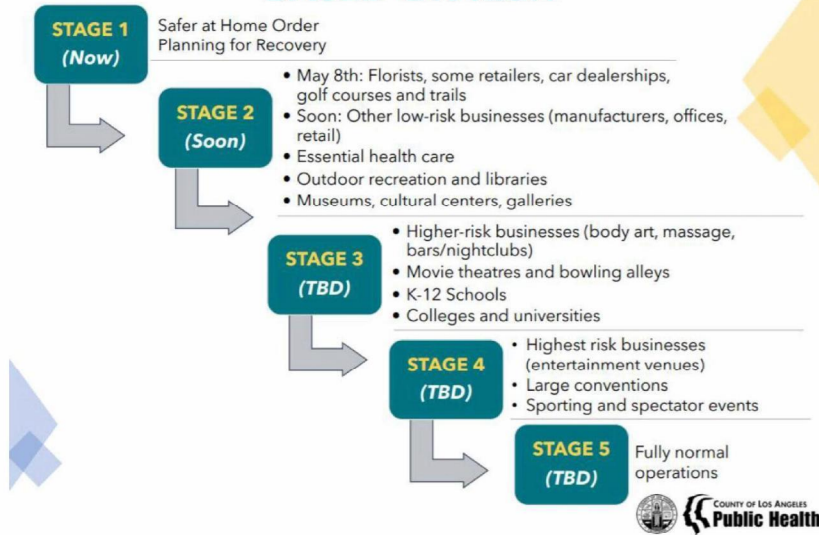 STAGE 1
(Now)
Safer at Home Order
Planning for Recovery
STAGE 2
(Soon)
• May 8th: Florists, some retailers, car dealerships,
golf courses and trails
• Soon: Other low-risk businesses (manufacturers, offices,
retail)
• Essential health care
• Outdoor recreation and libraries
• Museums, cultural centers, galleries
STAGE 3
(TBD)
• Higher-risk businesses (body art, massage,
bars/nightclubs)
• Movie theatres and bowling alleys
• K-12 Schools
• Colleges and universities
STAGE 4
(TBD)
• Highest risk businesses
(entertainment venues)
• Large conventions
• Sporting and spectator events
STAGE 5
(TBD)
Fully normal
operations
COUNTY OF LOS ANGELES
Public Health